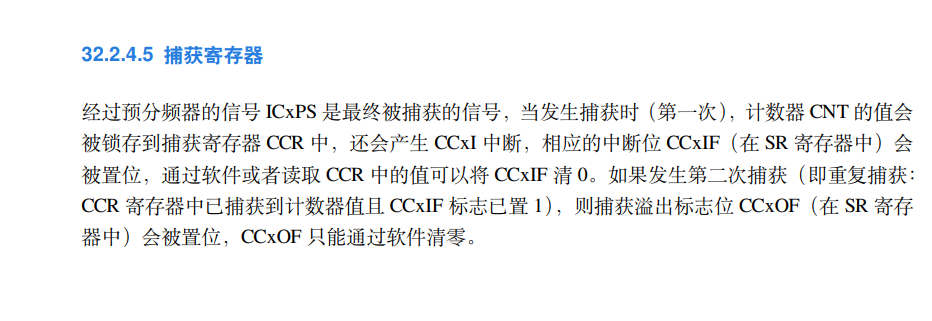 32.2.4.5 捕获寄存器
经过预分频器的信号 ICxPS 是最终被捕获的信号，当发生捕获时（第一次），计数器 CNT 的值会
被锁存到捕获寄存器 CCR 中，还会产生 CCxI 中断，相应的中断位 CCxIF（在 SR 寄存器中）会
被置位，通过软件或者读取 CCR 中的值可以将 CCxIF 清 0。如果发生第二次捕获（即重复捕获：
CCR 寄存器中已捕获到计数器值且 CCxIF 标志已置 1），则捕获溢出标志位 CCxOF（在 SR 寄存
器中）会被置位，CCxOF 只能通过软件清零。